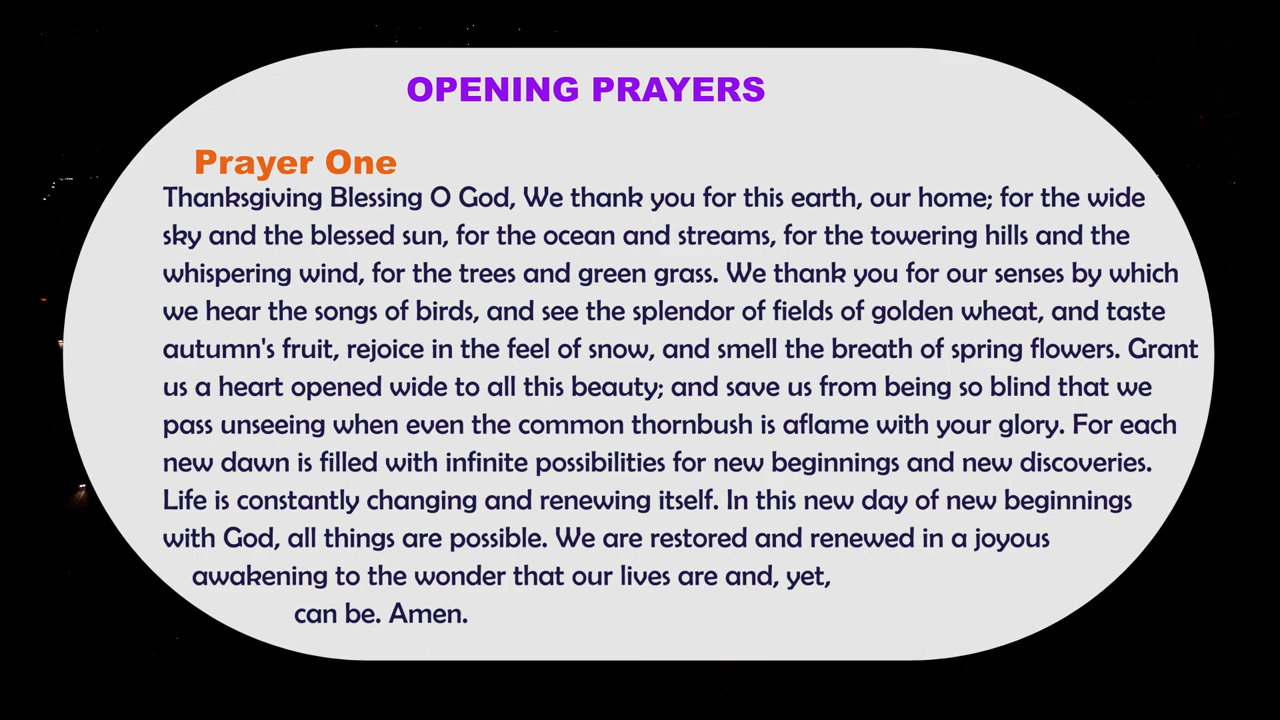 OPENING PRAYERS
Prayer One
Thanksgiving Blessing O God, We thank you for this earth, our home; for the wide
sky and the blessed sun, for the ocean and streams, for the towering hills and the
whispering wind, for the trees and green grass. We thank you for our senses by which
we hear the songs of birds, and see the splendor of fields of golden wheat, and taste
autumn's fruit, rejoice in the feel of snow, and smell the breath of spring flowers. Grant
us a heart opened wide to all this beauty; and save us from being so blind that we
pass unseeing when even the common thornbush is aflame with your glory. For each
new dawn is filled with infinite possibilities for new beginnings and new discoveries.
Life is constantly changing and renewing itself. In this new day of new beginnings
with God, all things are possible. We are restored and renewed in a joyous
awakening to the wonder that our lives are and, yet,
can be. Amen.